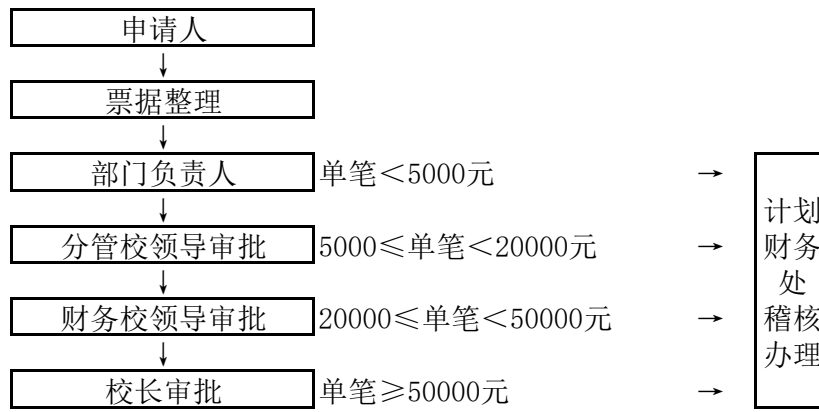 申请人
↓
票据整理
↓
部门负责人 单笔＜5000元 →
↓
分管校领导审批 5000≤单笔＜20000元 →
↓
财务校领导审批 20000≤单笔＜50000元 →
↓
校长审批 单笔≥50000元 →
计划
财务
处
稽核
办理